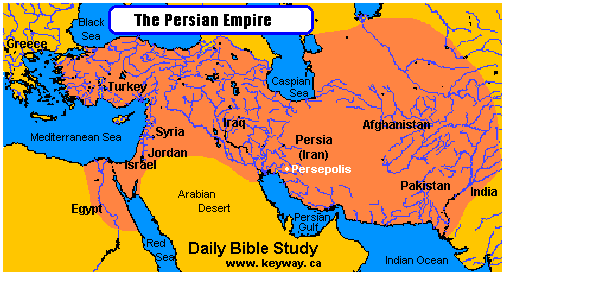 The Persian Empire
Black
Sea
Greece
Caspian
Sea
Turkey
Iraq
Afghanistan
Mediterranean Sea
Syria
Persia
(Iran)
Jordan
Israel
Persepolis
Pakistan
India
Arabian
Desert
Egypt
Persian
Gulf
Red
Sea
Daily Bible Study
www.keyway.ca
Indian Ocean